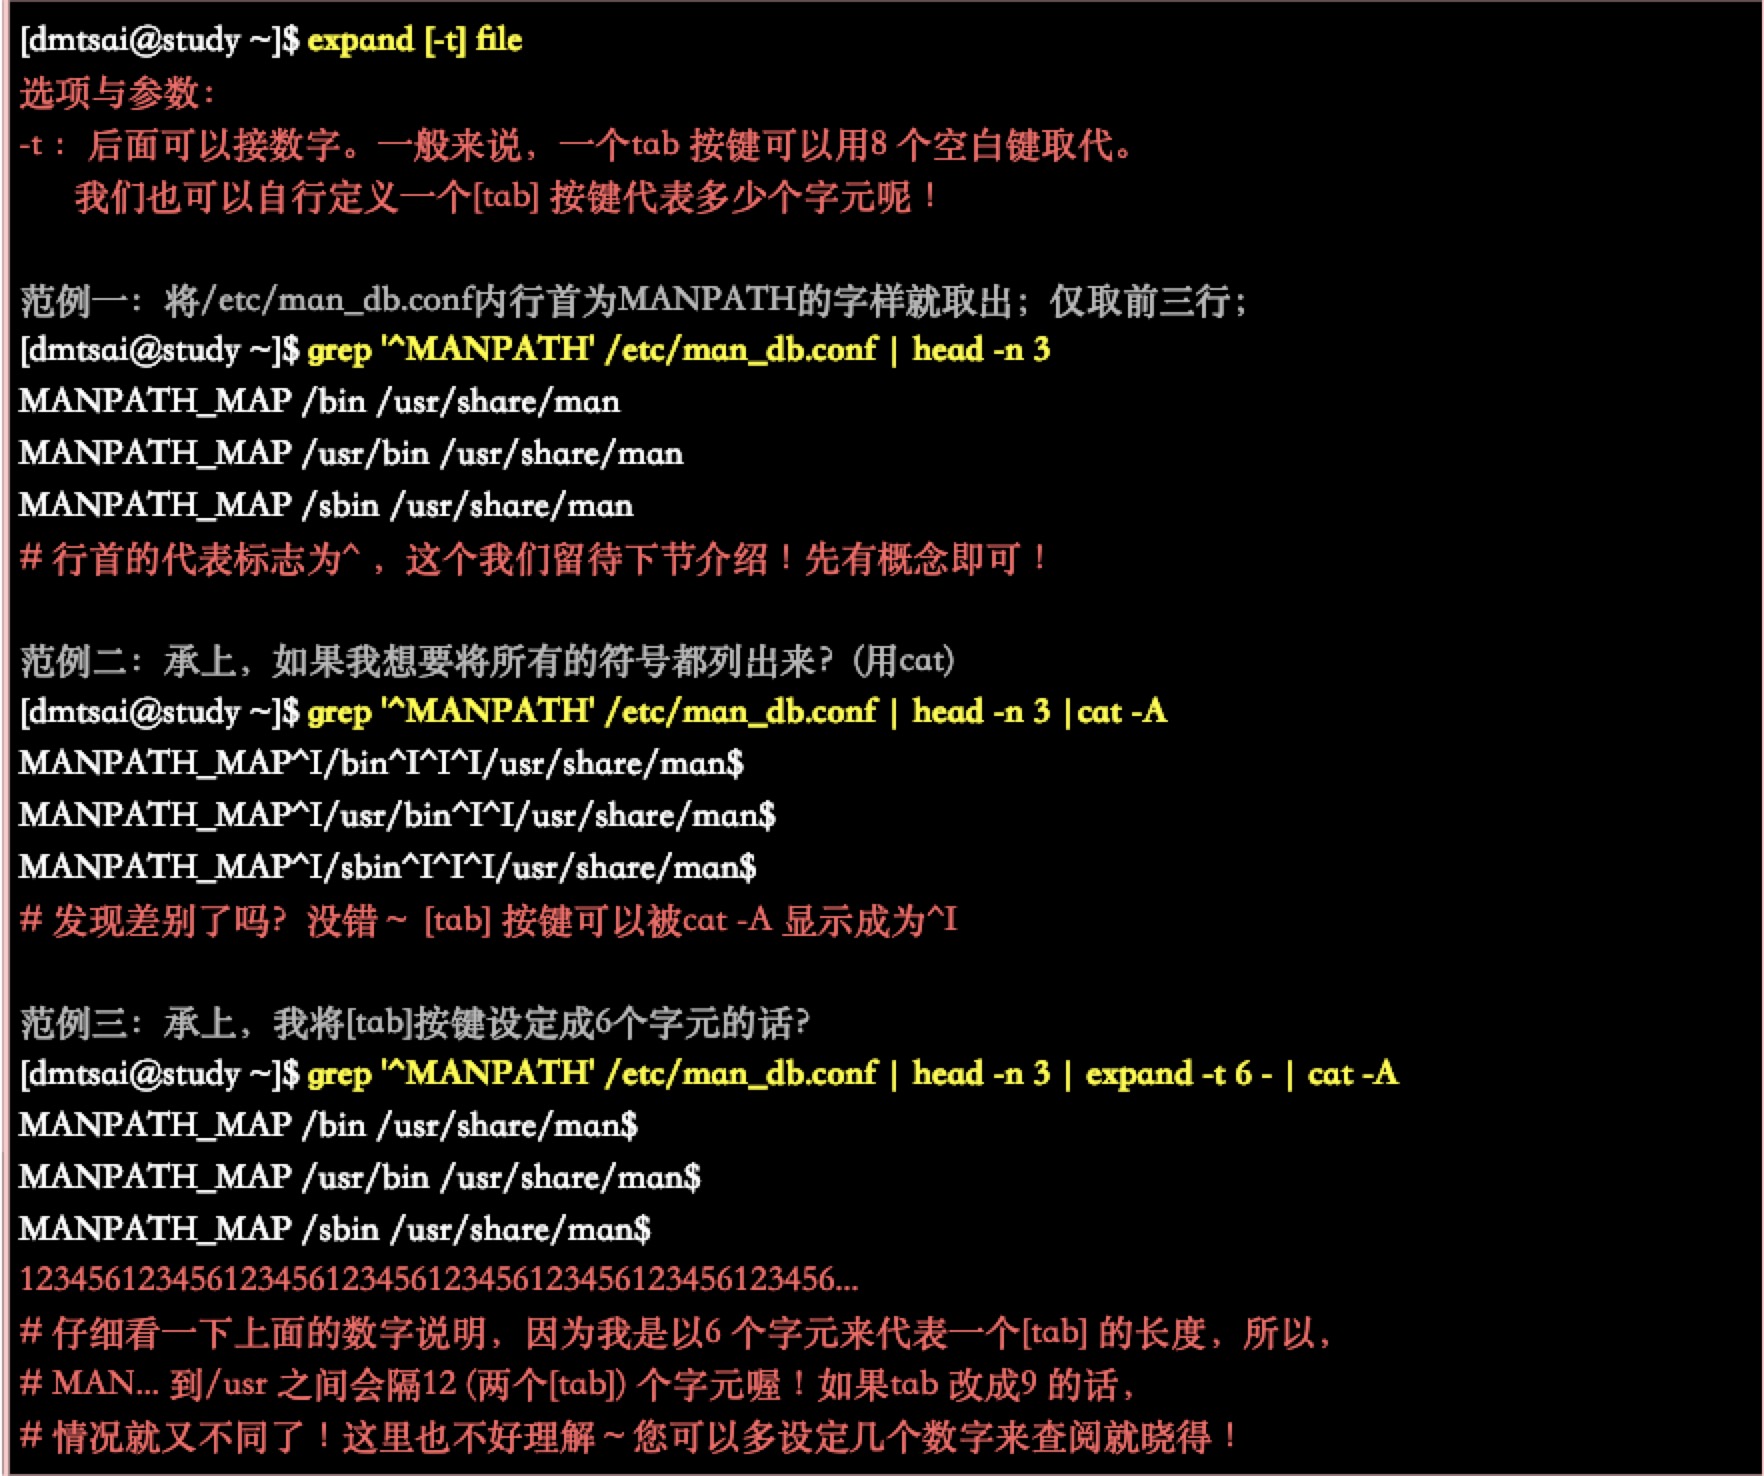 [dmtsai@study ~]$ expand [-t] file
选项与参数：
-t ：后面可以接数字。一般来说，一个tab 按键可以用8 个空白键取代。
我们也可以自行定义一个[tab] 按键代表多少个字元呢！
范例一：将/etc/man_db.conf内行首为MANPATH的字样就取出；仅取前三行；
[dmtsai@study ~]$ grep '^MANPATH' /etc/man_db.conf | head -n 3
MANPATH_MAP /bin /usr/share/man
MANPATH_MAP /usr/bin /usr/share/man
MANPATH_MAP /sbin /usr/share/man
# 行首的代表标志为^ ，这个我们留待下节介绍！先有概念即可！
范例二：承上，如果我想要将所有的符号都列出来？(用cat)
[dmtsai@study ~]$ grep '^MANPATH' /etc/man_db.conf | head -n 3 |cat -A
MANPATH_MAP^I/bin^I^I^I/usr/share/man$
MANPATH_MAP^I/usr/bin^I^I/usr/share/man$
MANPATH_MAP^I/sbin^I^I^I/usr/share/man$
# 发现差别了吗？没错～ [tab] 按键可以被cat -A 显示成为^I
范例三：承上，我将[tab]按键设定成6个字元的话？
[dmtsai@study ~]$ grep '^MANPATH' /etc/man_db.conf | head -n 3 | expand -t 6 - | cat -A
MANPATH_MAP /bin /usr/share/man$
MANPATH_MAP /usr/bin /usr/share/man$
MANPATH_MAP /sbin /usr/share/man$
123456123456123456123456123456123456123456123456...
# 仔细看一下上面的数字说明，因为我是以6 个字元来代表一个[tab] 的长度，所以，
# MAN... 到/usr 之间会隔12 (两个[tab]) 个字元喔！如果tab 改成9 的话，
# 情况就又不同了！这里也不好理解～您可以多设定几个数字来查阅就晓得！